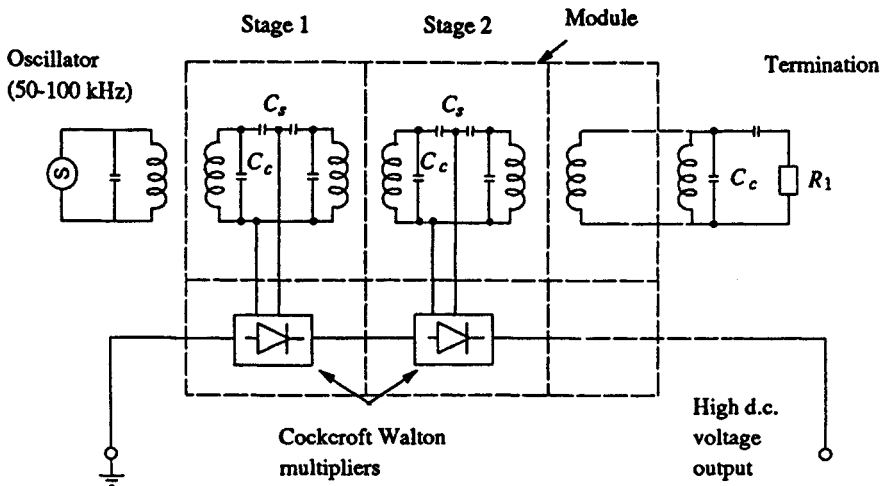 Stage 1
Stage 2
Module
Oscillator
(50-100 kHz)
Termination
C_s
C_s
S
C_c
C_c
C_c
R_1
Cockcroft Walton
multipliers
High d.c.
voltage
output